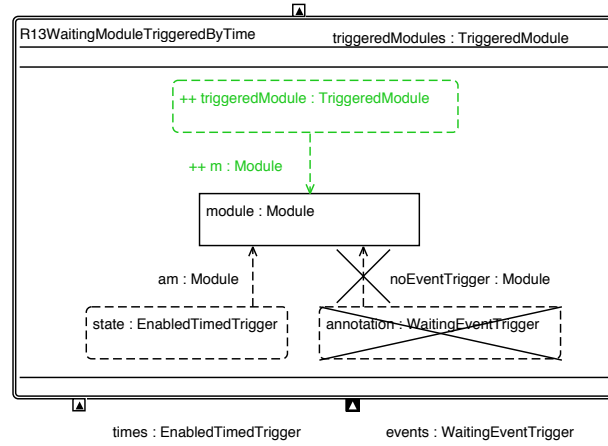 R13WaitingModuleTriggeredByTime
triggeredModules : TriggeredModule
++ triggeredModule : TriggeredModule
++ m : Module
module : Module
am : Module
noEventTrigger : Module
state : EnabledTimedTrigger
annotation : WaitingEventTrigger
times : EnabledTimedTrigger
events : WaitingEventTrigger